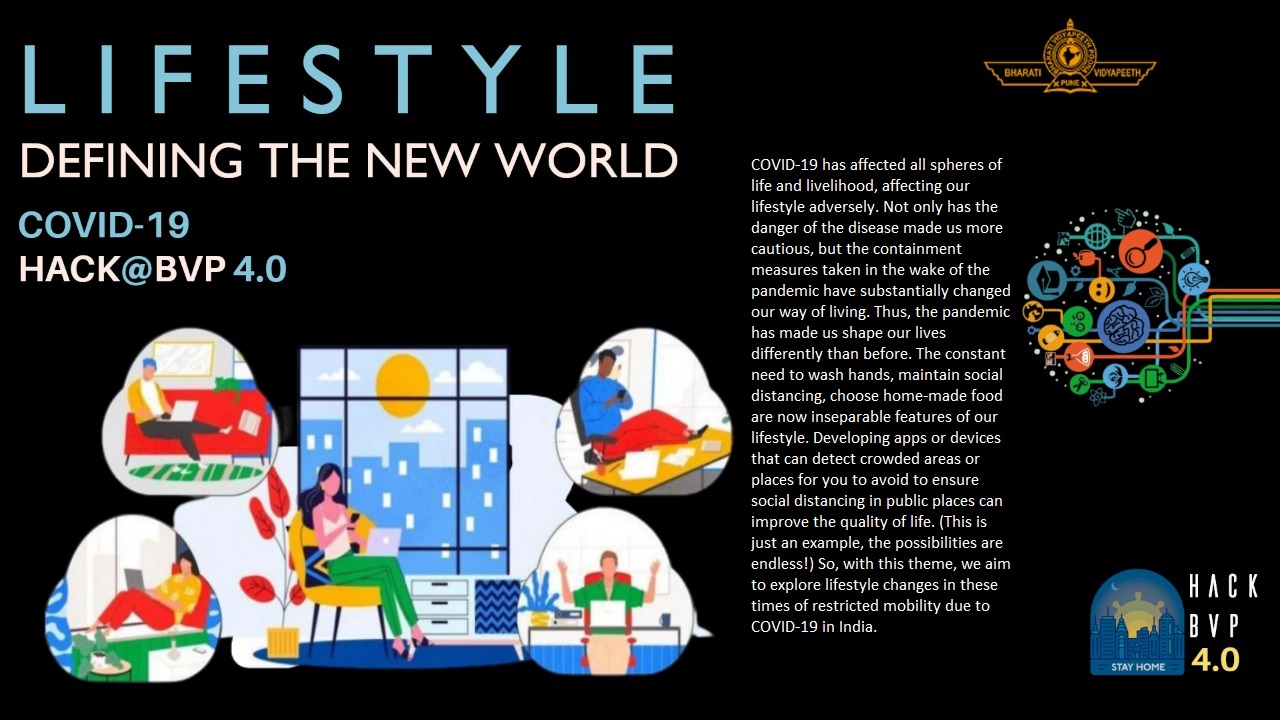 LIFESTYLE
DEFINING THE NEW WORLD
COVID-19
HACK@BVP 4.0
BHARATI VIDYAPEETH
BHARATI VIDYAPEETH POONA
PUNE
COVID-19 has affected all spheres of
life and livelihood, affecting our
lifestyle adversely. Not only has the
danger of the disease made us more
cautious, but the containment
measures taken in the wake of the
pandemic have substantially changed
our way of living. Thus, the pandemic
has made us shape our lives
differently than before. The constant
need to wash hands, maintain social
distancing, choose home-made food
are now inseparable features of our
lifestyle. Developing apps or devices
that can detect crowded areas or
places for you to avoid to ensure
social distancing in public places can
improve the quality of life. (This is
just an example, the possibilities are
endless!) So, with this theme, we aim
to explore lifestyle changes in these
times of restricted mobility due to
COVID-19 in India.
STAY HOME
HACK
BVP
4.0